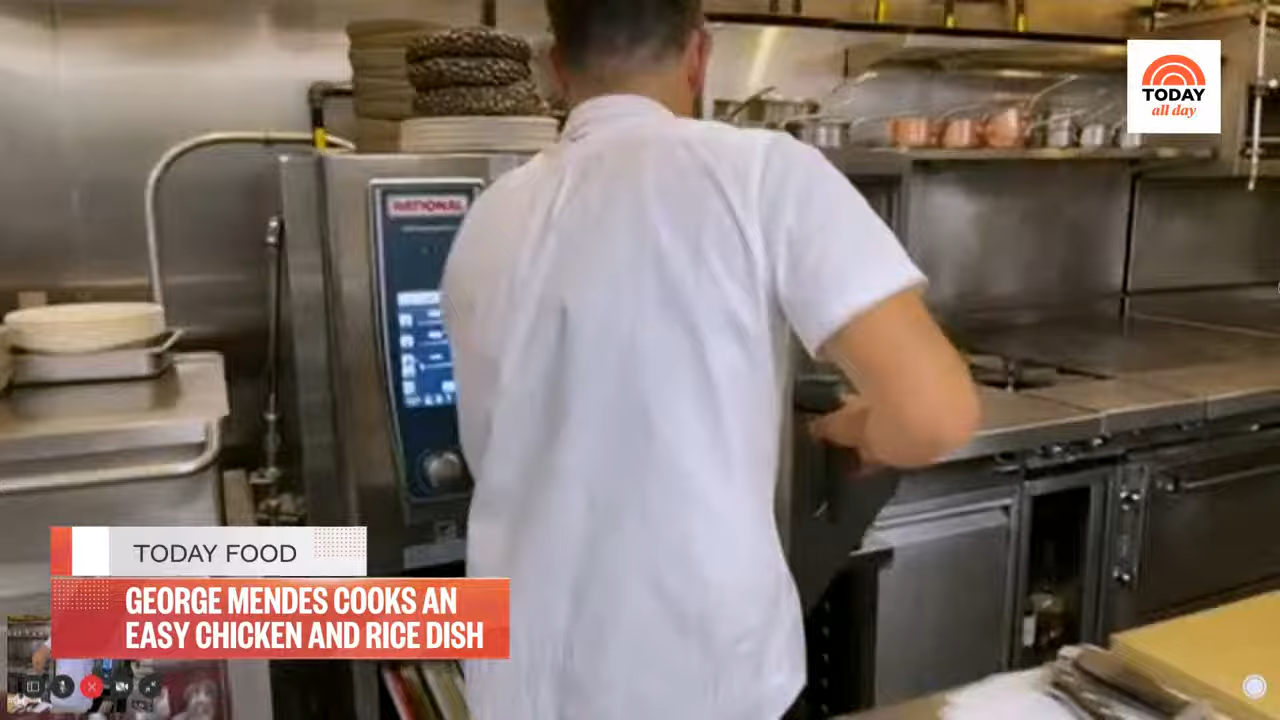 RATIONAL
TODAY
all day
TODAY FOOD
GEORGE MENDES COOKS AN
EASY CHICKEN AND RICE DISH